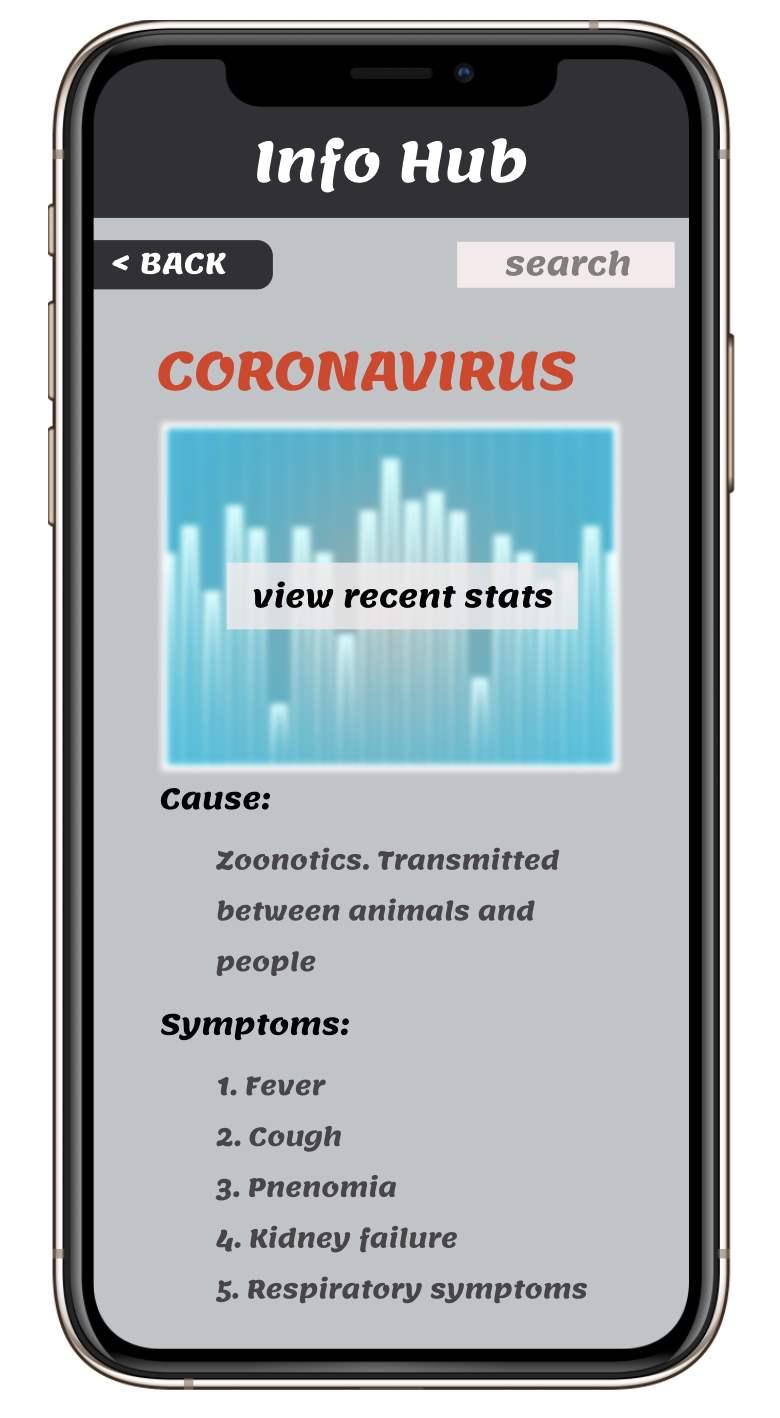 Info Hub
< BACK
search
CORONAVIRUS
view recent stats
Cause:
Zoonotics. Transmitted
between animals and
people
Symptoms:
1. Fever
2. Cough
3. Pnenomia
4. Kidney failure
5. Respiratory symptoms